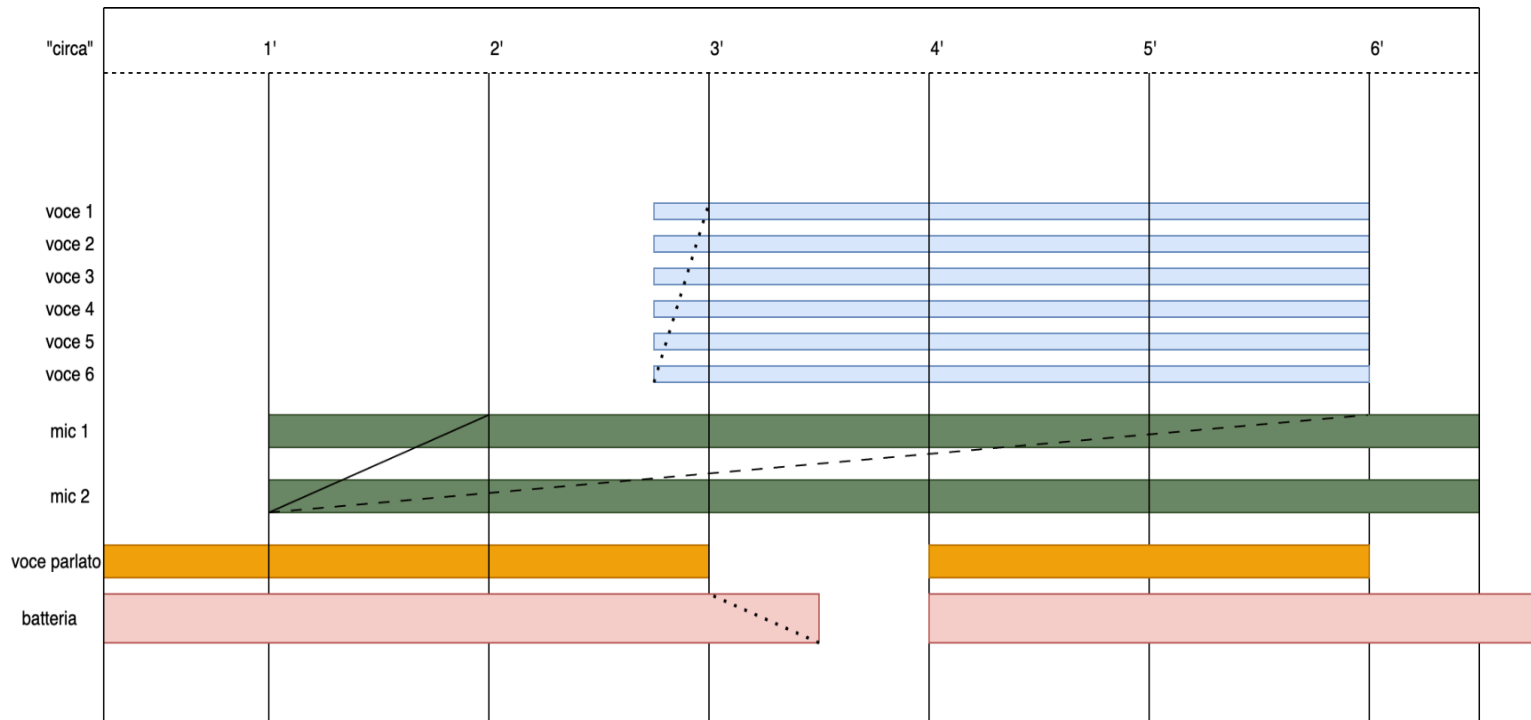 "circa" 1' 2' 3' 4' 5' 6'
voce 1
voce 2
voce 3
voce 4
voce 5
voce 6
mic 1
mic 2
voce parlato
batteria